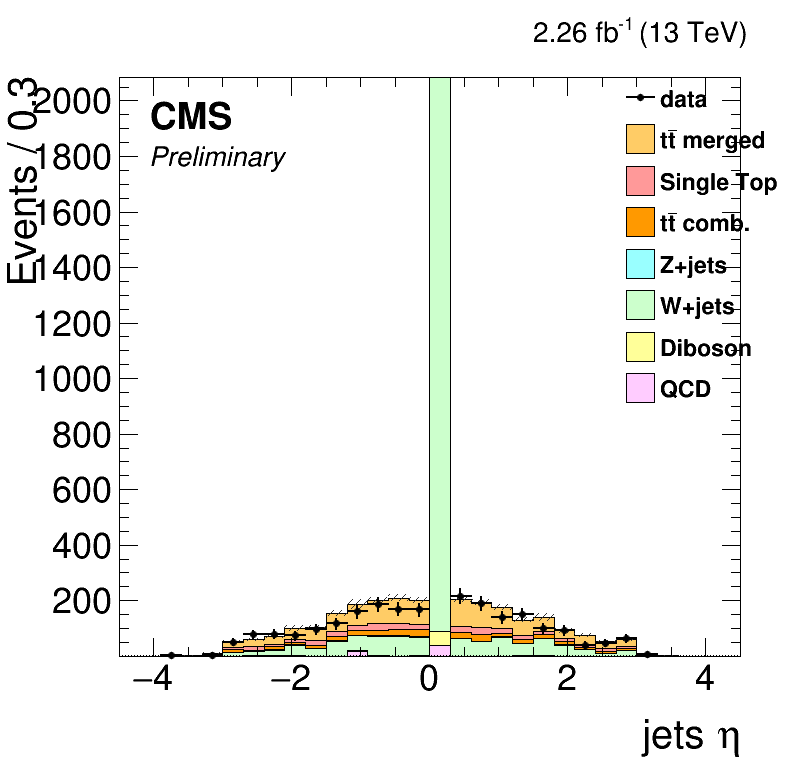 2.26 fb⁻¹ (13 TeV)
Events / 0.3
CMS
Preliminary
data
tt̄ merged
Single Top
tt̄ comb.
Z+jets
W+jets
Diboson
QCD
2000
1800
1600
1400
1200
1000
800
600
400
200
−4 −2 0 2 4
jets η